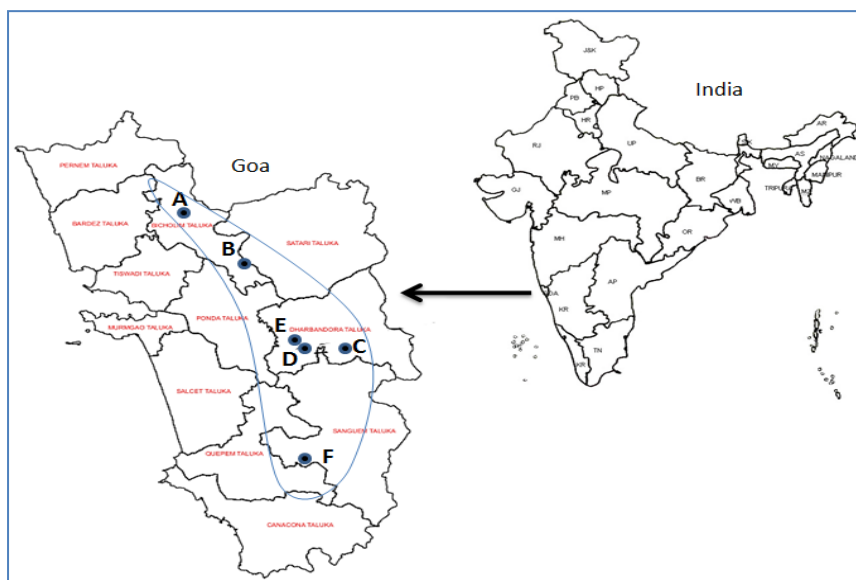 India
Goa
PERNEM TALUKA
BARDEZ TALUKA
A
BICHOLIM TALUKA
B
SATARI TALUKA
TISWADI TALUKA
MURMGAO TALUKA
PONDA TALUKA
E
DHARBANDORA TALUKA
D
C
SALCET TALUKA
SANGUEM TALUKA
QUEPEM TALUKA
F
CANACONA TALUKA
J&K
HP
PB
HR
RJ
UP
AR
AS
NAGALAND
MY
MANIPUR
TRIPURA
MZ
BR
WB
GJ
MP
OR
MH
AP
KR
TN